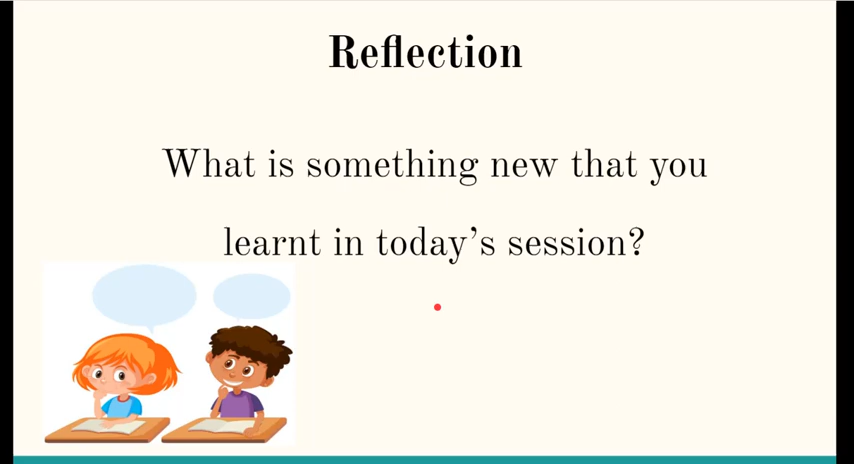 Reflection
What is something new that you
learnt in today’s session?